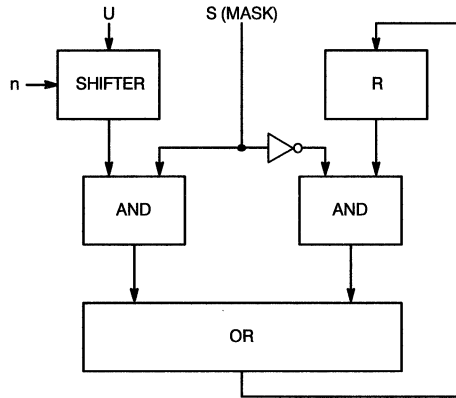 U
S (MASK)
n
SHIFTER
R
AND
AND
OR